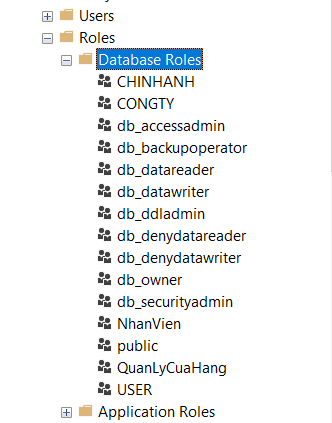 Users
Roles
Database Roles
CHINHANH
CONGTY
db_accessadmin
db_backupoperator
db_datareader
db_datawriter
db_ddladmin
db_denydatareader
db_denydatawriter
db_owner
db_securityadmin
NhanVien
public
QuanLyCuaHang
USER
Application Roles